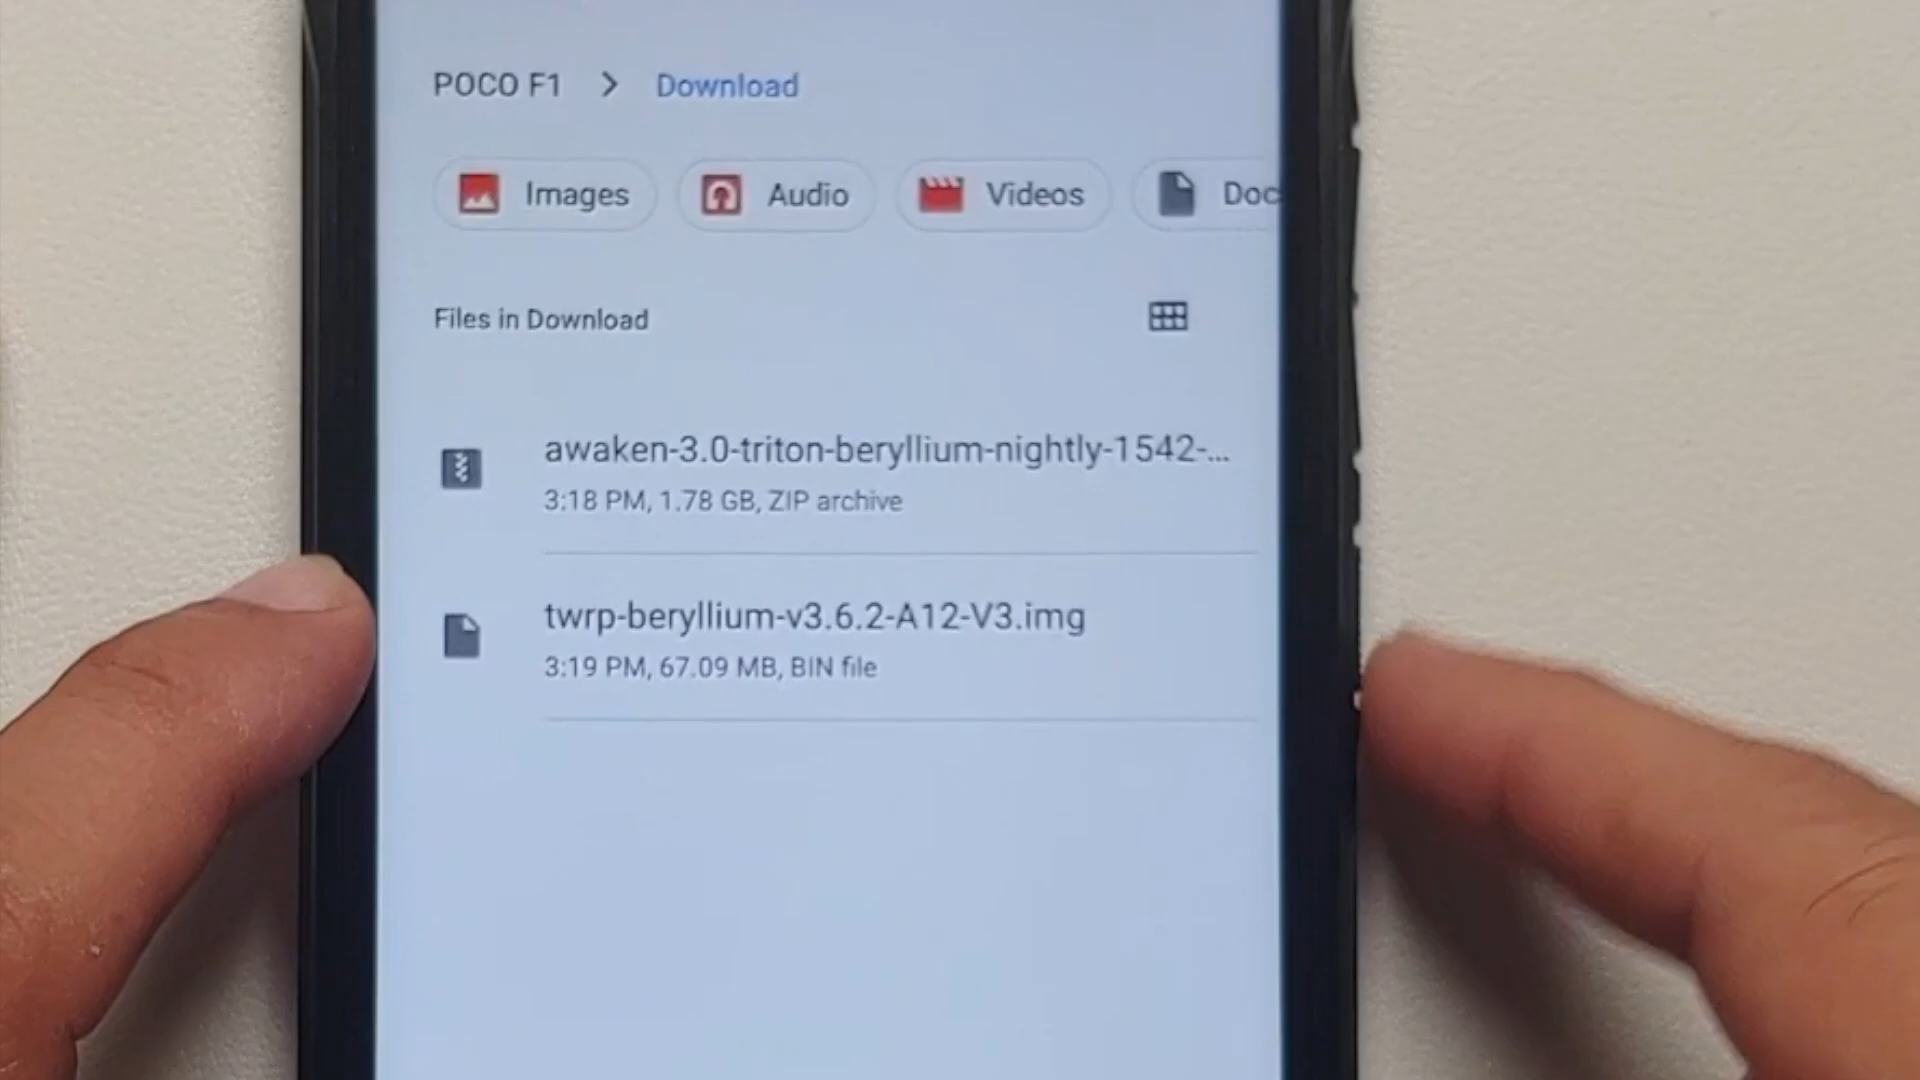 POCO F1 > Download
Images Audio Videos Doc
Files in Download
awaken-3.0-triton-beryllium-nightly-1542-...
3:18 PM, 1.78 GB, ZIP archive
twrp-beryllium-v3.6.2-A12-V3.img
3:19 PM, 67.09 MB, BIN file